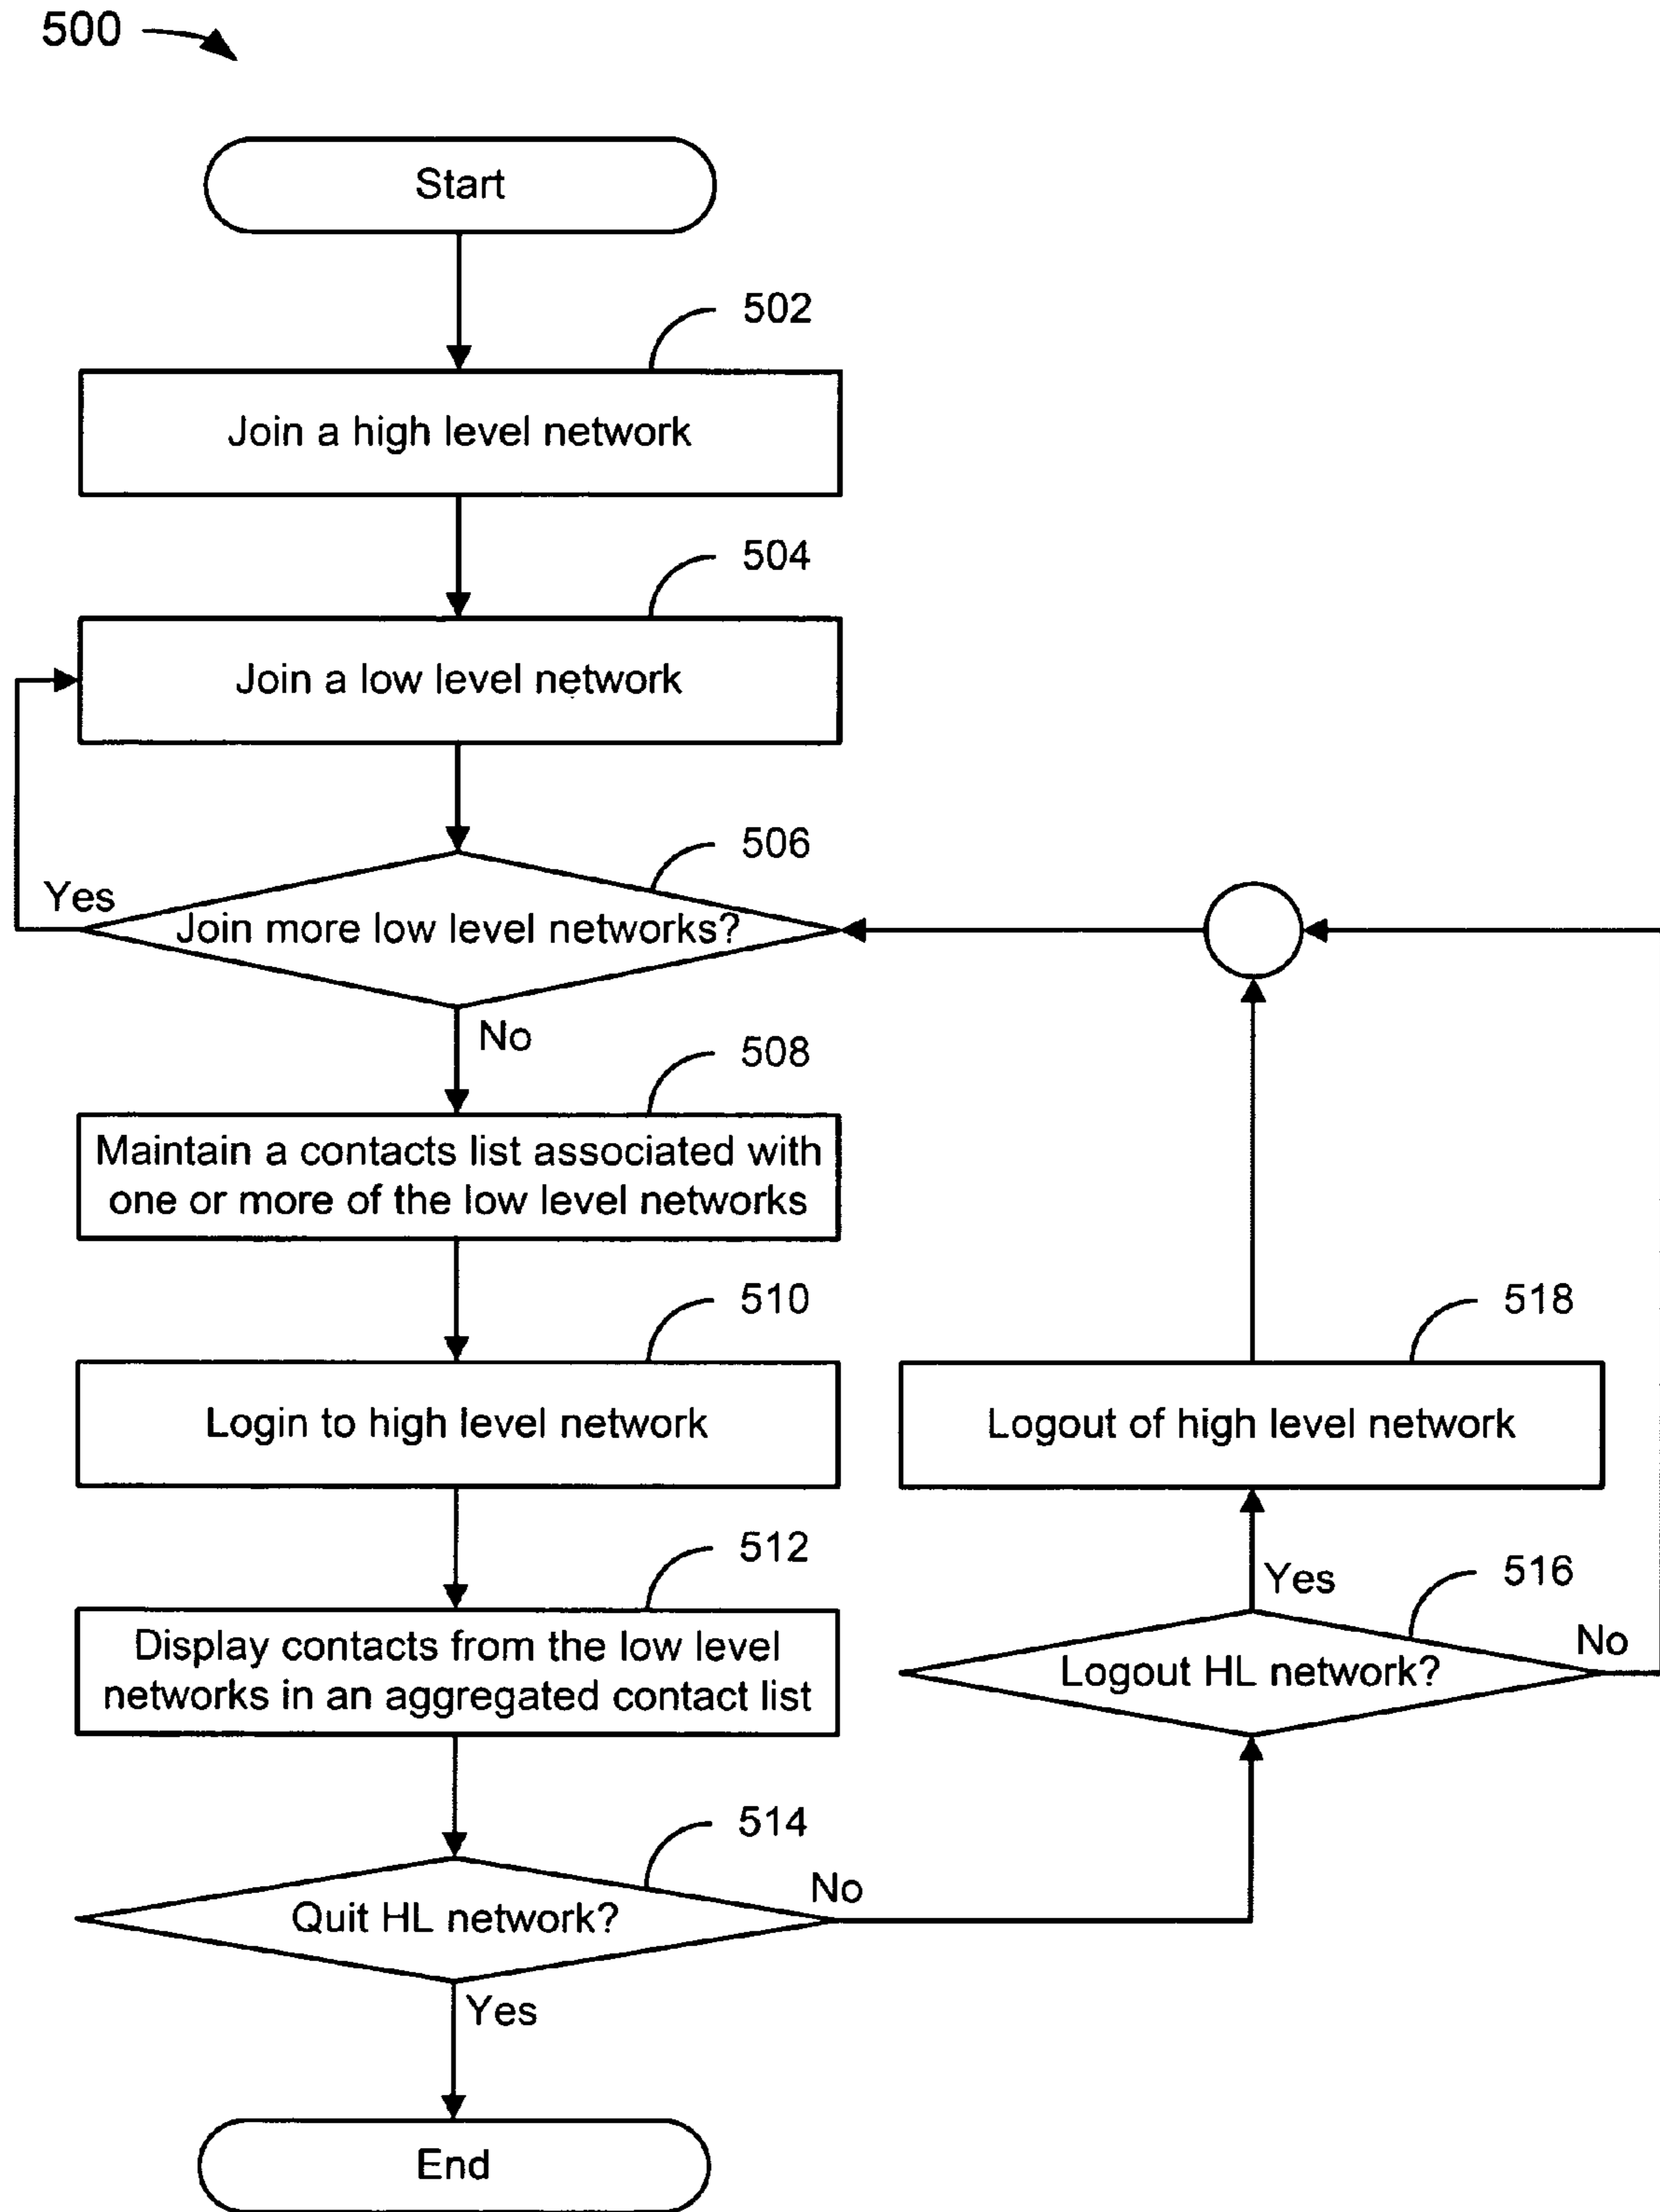 500
Start
502
Join a high level network
504
Join a low level network
506
Yes
Join more low level networks?
No
508
Maintain a contacts list associated with
one or more of the low level networks
510
Login to high level network
518
Logout of high level network
512
Display contacts from the low level
networks in an aggregated contact list
Yes
516
No
Logout HL network?
514
No
Quit HL network?
Yes
End